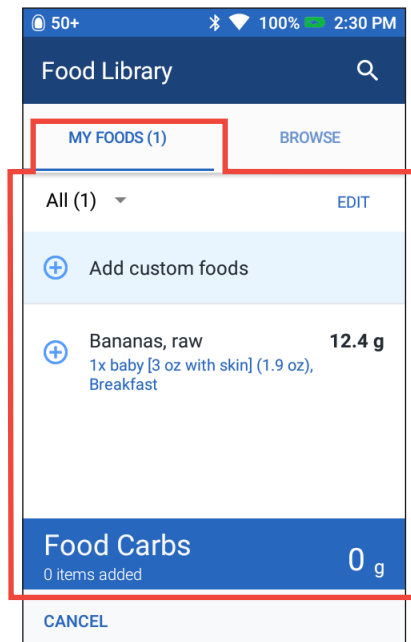 50+ 100% 2:30 PM
Food Library
MY FOODS (1) BROWSE
All (1) EDIT
Add custom foods
Bananas, raw 12.4 g
1x baby [3 oz with skin] (1.9 oz),
Breakfast
Food Carbs
0 items added 0 g
CANCEL